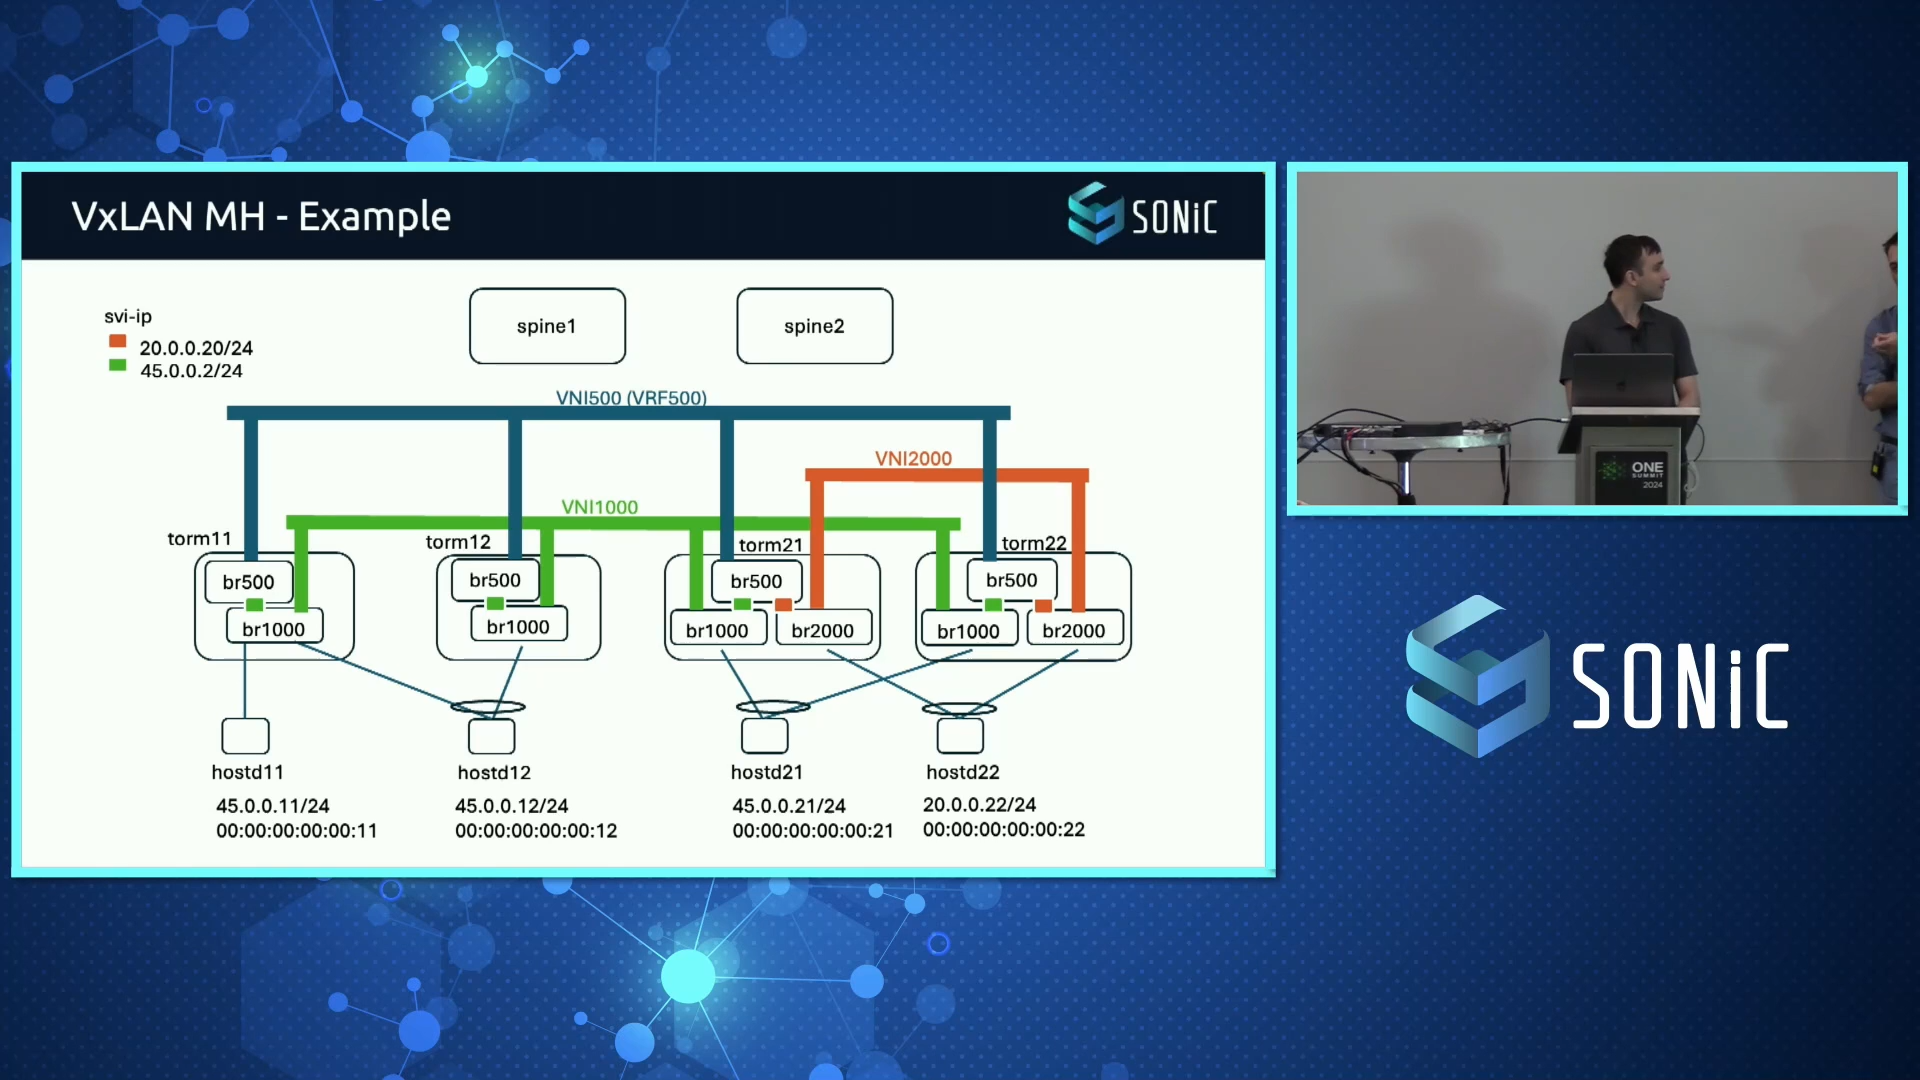 VxLAN MH - Example
SONiC
svi-ip
20.0.0.20/24
45.0.0.2/24
spine1
spine2
VNI500 (VRF500)
VNI2000
VNI1000
torm11
torm12
torm21
torm22
br500
br500
br500
br500
br1000
br1000
br1000
br2000
br1000
br2000
hostd11
hostd12
hostd21
hostd22
45.0.0.11/24
45.0.0.12/24
45.0.0.21/24
20.0.0.22/24
00:00:00:00:00:11
00:00:00:00:00:12
00:00:00:00:00:21
00:00:00:00:00:22
ONE
SUMMIT
2024
SONiC